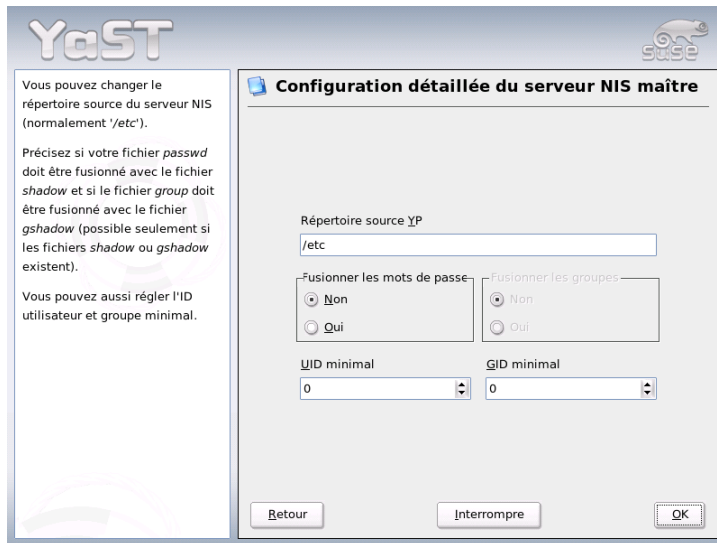 YaST
SUSE
Vous pouvez changer le
répertoire source du serveur NIS
(normalement '/etc').
Précisez si votre fichier passwd
doit être fusionné avec le fichier
shadow et si le fichier group doit
être fusionné avec le fichier
gshadow (possible seulement si
les fichiers shadow ou gshadow
existent).
Vous pouvez aussi régler l'ID
utilisateur et groupe minimal.
Configuration détaillée du serveur NIS maître
Répertoire source YP
/etc
Fusionner les mots de passe
Non
Oui
Fusionner les groupes
Non
Oui
UID minimal
0
GID minimal
0
Retour
Interrompre
OK